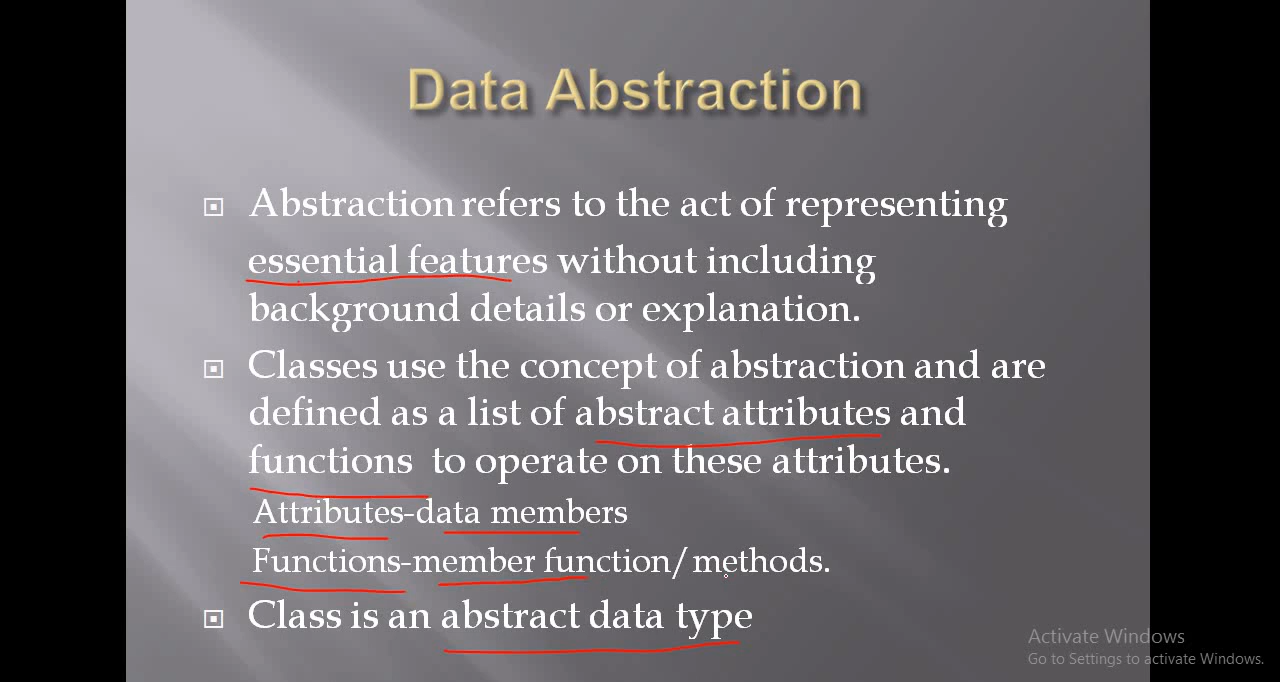 Data Abstraction
Abstraction refers to the act of representing
essential features without including
background details or explanation.
Classes use the concept of abstraction and are
defined as a list of abstract attributes and
functions to operate on these attributes.
Attributes-data members
Functions-member function/methods.
Class is an abstract data type
Activate Windows
Go to Settings to activate Windows.